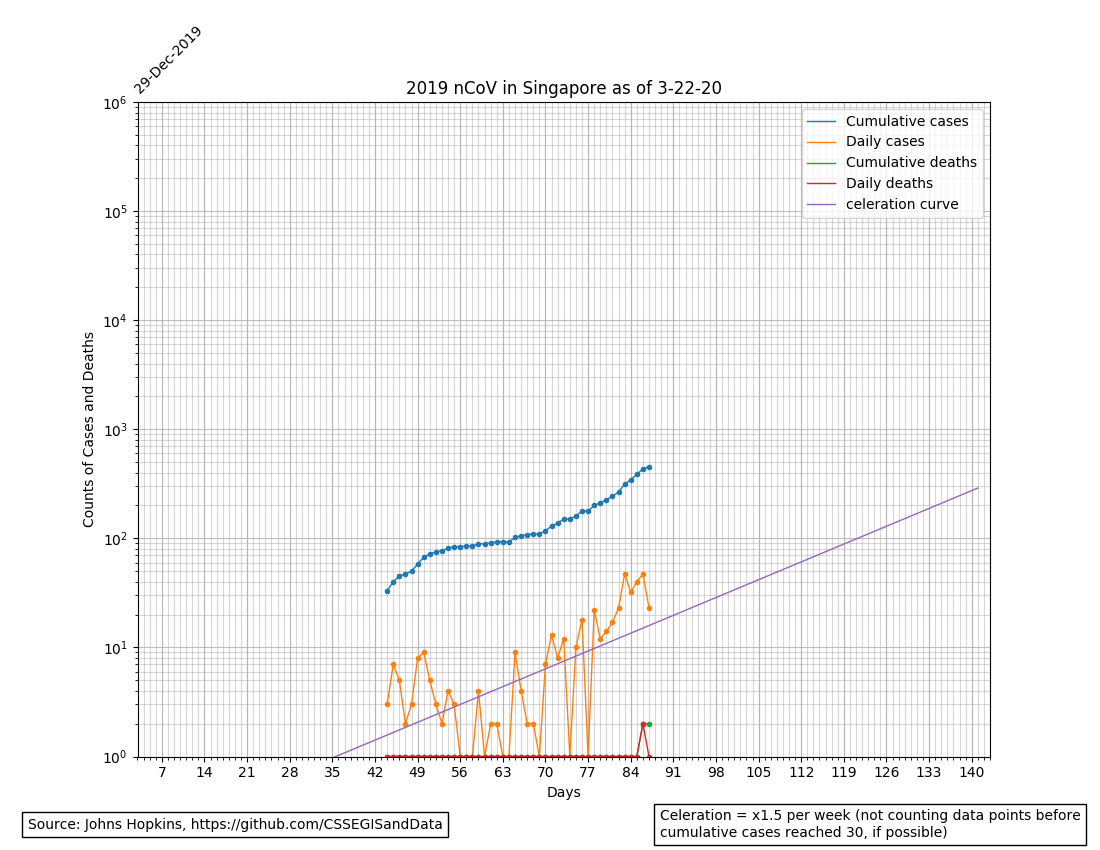 29-Dec-2019
2019 nCoV in Singapore as of 3-22-20
Cumulative cases
Daily cases
Cumulative deaths
Daily deaths
celeration curve
Counts of Cases and Deaths
10^6
10^5
10^4
10^3
10^2
10^1
10^0
7 14 21 28 35 42 49 56 63 70 77 84 91 98 105 112 119 126 133 140
Days
Source: Johns Hopkins, https://github.com/CSSEGISandData
Celeration = x1.5 per week (not counting data points before
cumulative cases reached 30, if possible)